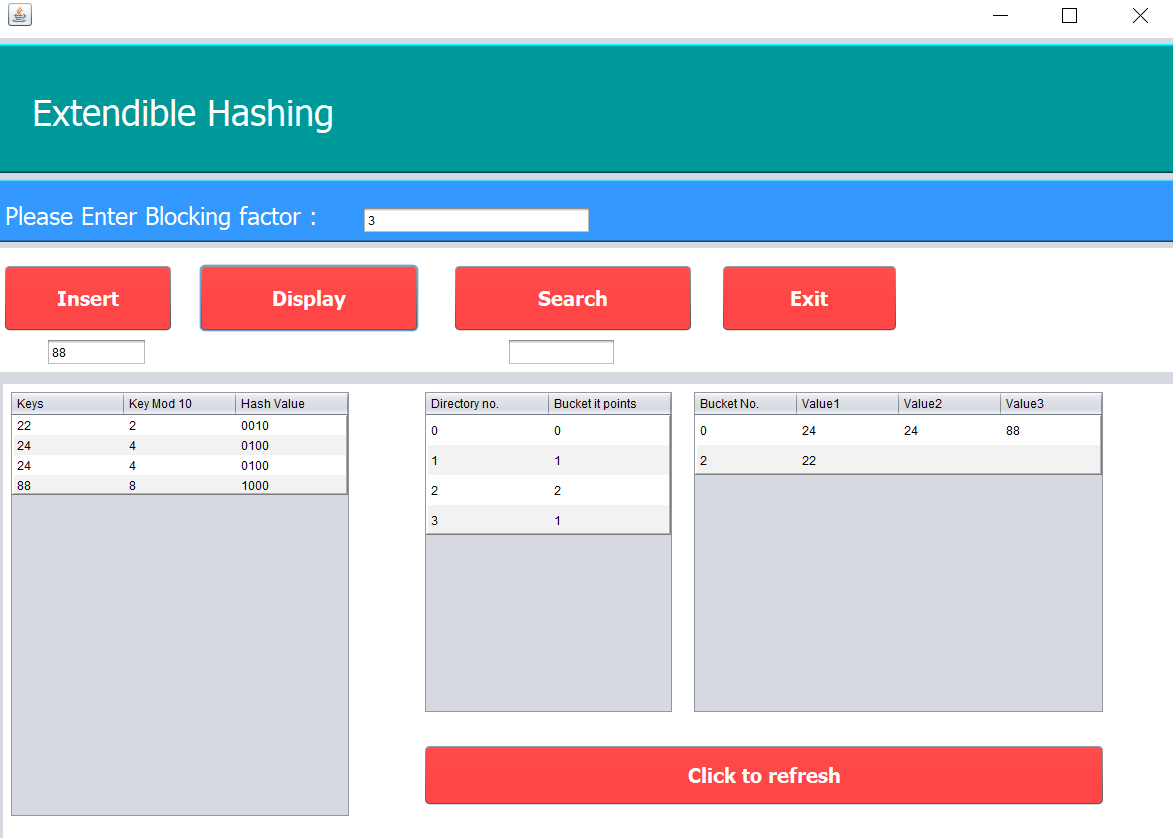 Extendible Hashing
Please Enter Blocking factor : 3
Insert Display Search Exit
88
Keys Key Mod 10 Hash Value
22 2 0010
24 4 0100
24 4 0100
88 8 1000
Directory no. Bucket it points
0 0
1 1
2 2
3 1
Bucket No. Value1 Value2 Value3
0 24 24 88
2 22
Click to refresh